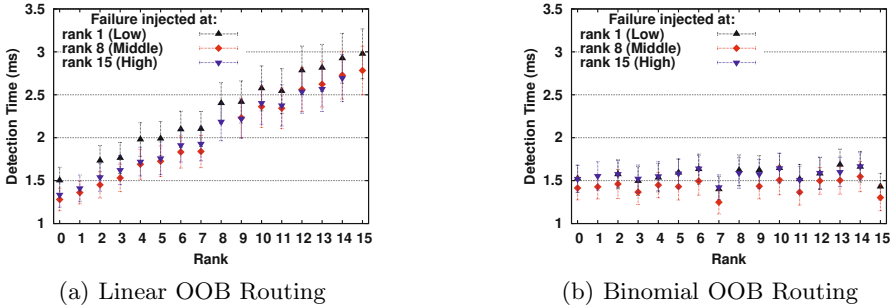 Failure injected at:
rank 1 (Low)
rank 8 (Middle)
rank 15 (High)
3.5
3
2.5
2
1.5
1
Detection Time (ms)
0 1 2 3 4 5 6 7 8 9 10 11 12 13 14 15
Rank
(a) Linear OOB Routing
Failure injected at:
rank 1 (Low)
rank 8 (Middle)
rank 15 (High)
3.5
3
2.5
2
1.5
1
Detection Time (ms)
0 1 2 3 4 5 6 7 8 9 10 11 12 13 14 15
Rank
(b) Binomial OOB Routing